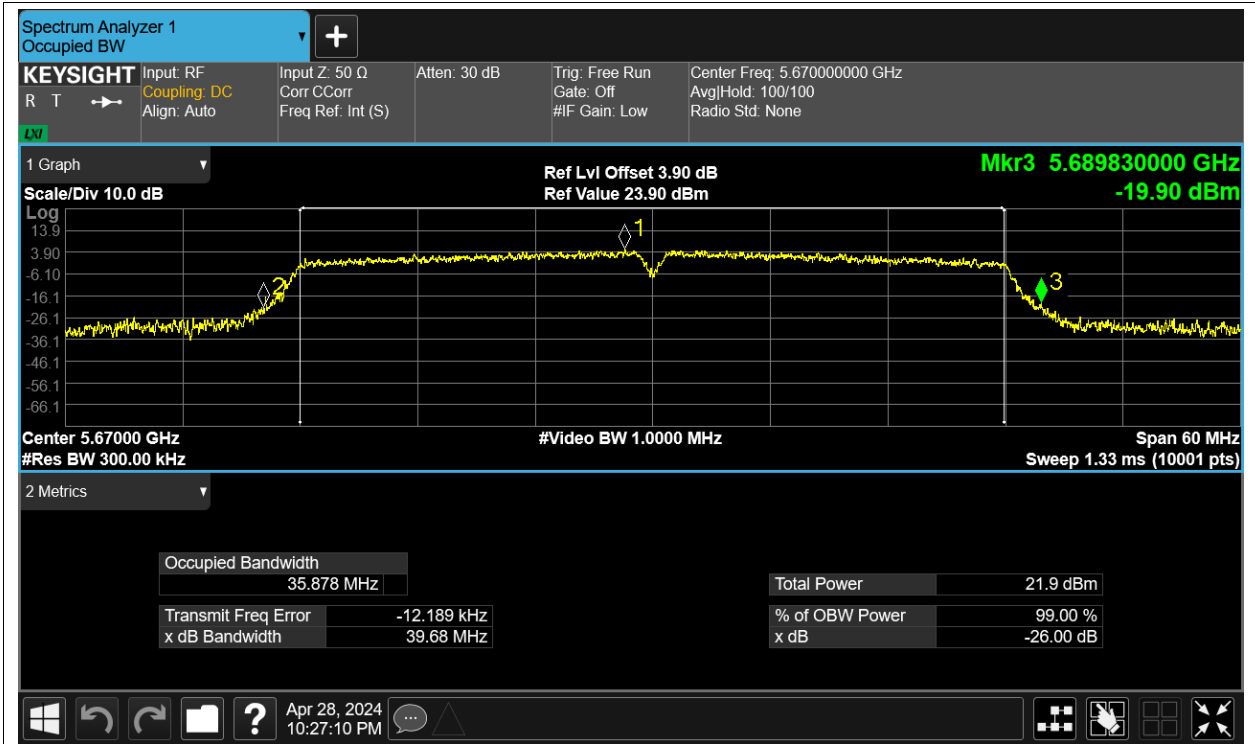 Spectrum Analyzer 1
Occupied BW
KEYSIGHT
R T
LXI
Input: RF
Coupling: DC
Align: Auto
Input Z: 50 Ω
Corr CCorr
Freq Ref: Int (S)
Atten: 30 dB
Trig: Free Run
Gate: Off
#IF Gain: Low
Center Freq: 5.670000000 GHz
Avg|Hold: 100/100
Radio Std: None
1 Graph
Scale/Div 10.0 dB
Ref Lvl Offset 3.90 dB
Ref Value 23.90 dBm
Mkr3 5.689830000 GHz
-19.90 dBm
Log
13.9
3.90
-6.10
-16.1
-26.1
-36.1
-46.1
-56.1
-66.1
1
2
3
Center 5.67000 GHz
#Video BW 1.0000 MHz
Span 60 MHz
#Res BW 300.00 kHz
Sweep 1.33 ms (10001 pts)
2 Metrics
Occupied Bandwidth
35.878 MHz
Transmit Freq Error -12.189 kHz
x dB Bandwidth 39.68 MHz
Total Power 21.9 dBm
% of OBW Power 99.00 %
x dB -26.00 dB
?
Apr 28, 2024
10:27:10 PM